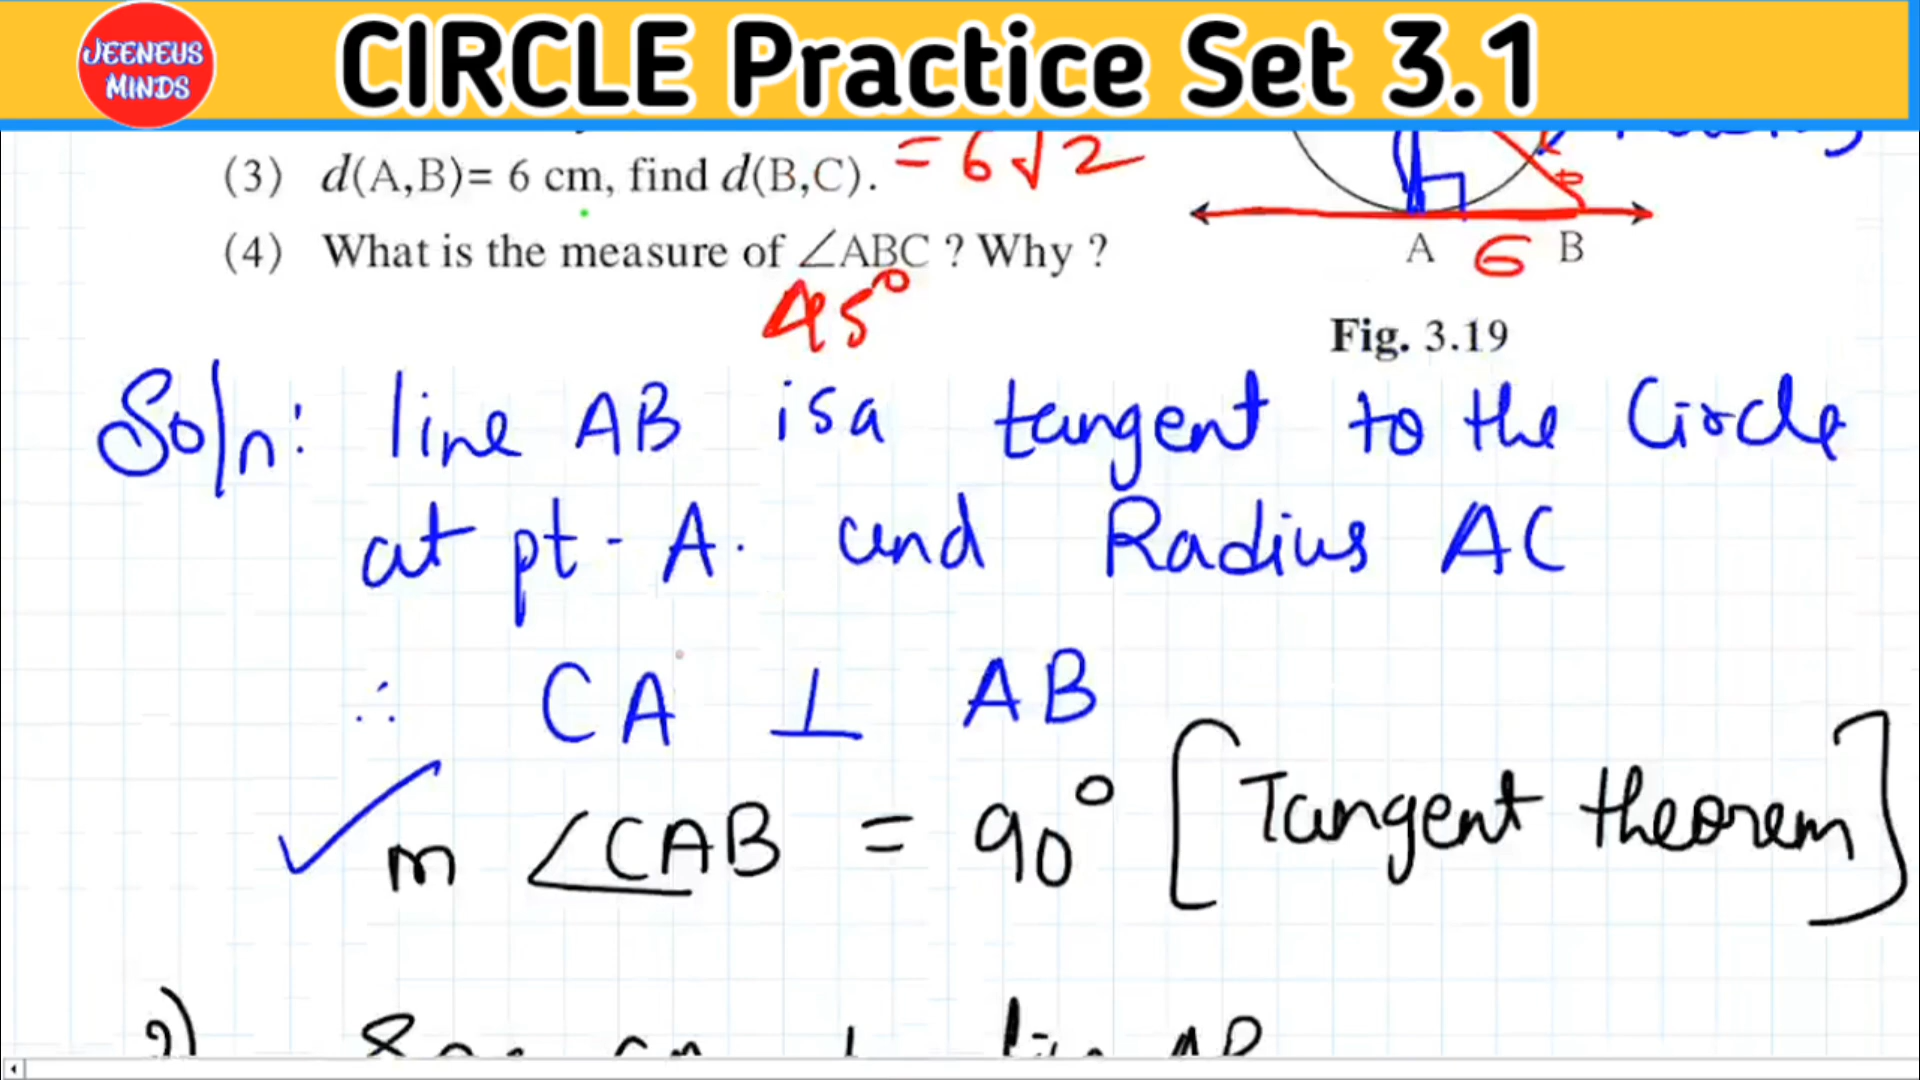 JEENEUS
MINDS
CIRCLE Practice Set 3.1
(3) d(A,B)= 6 cm, find d(B,C). = 6√2
(4) What is the measure of ∠ABC ? Why ?
45°
A 6 B
Fig. 3.19
Soln: line AB is a tangent to the Circle
at pt - A. and Radius AC
∴ CA ⊥ AB
m ∠CAB = 90° [Tangent theorem]